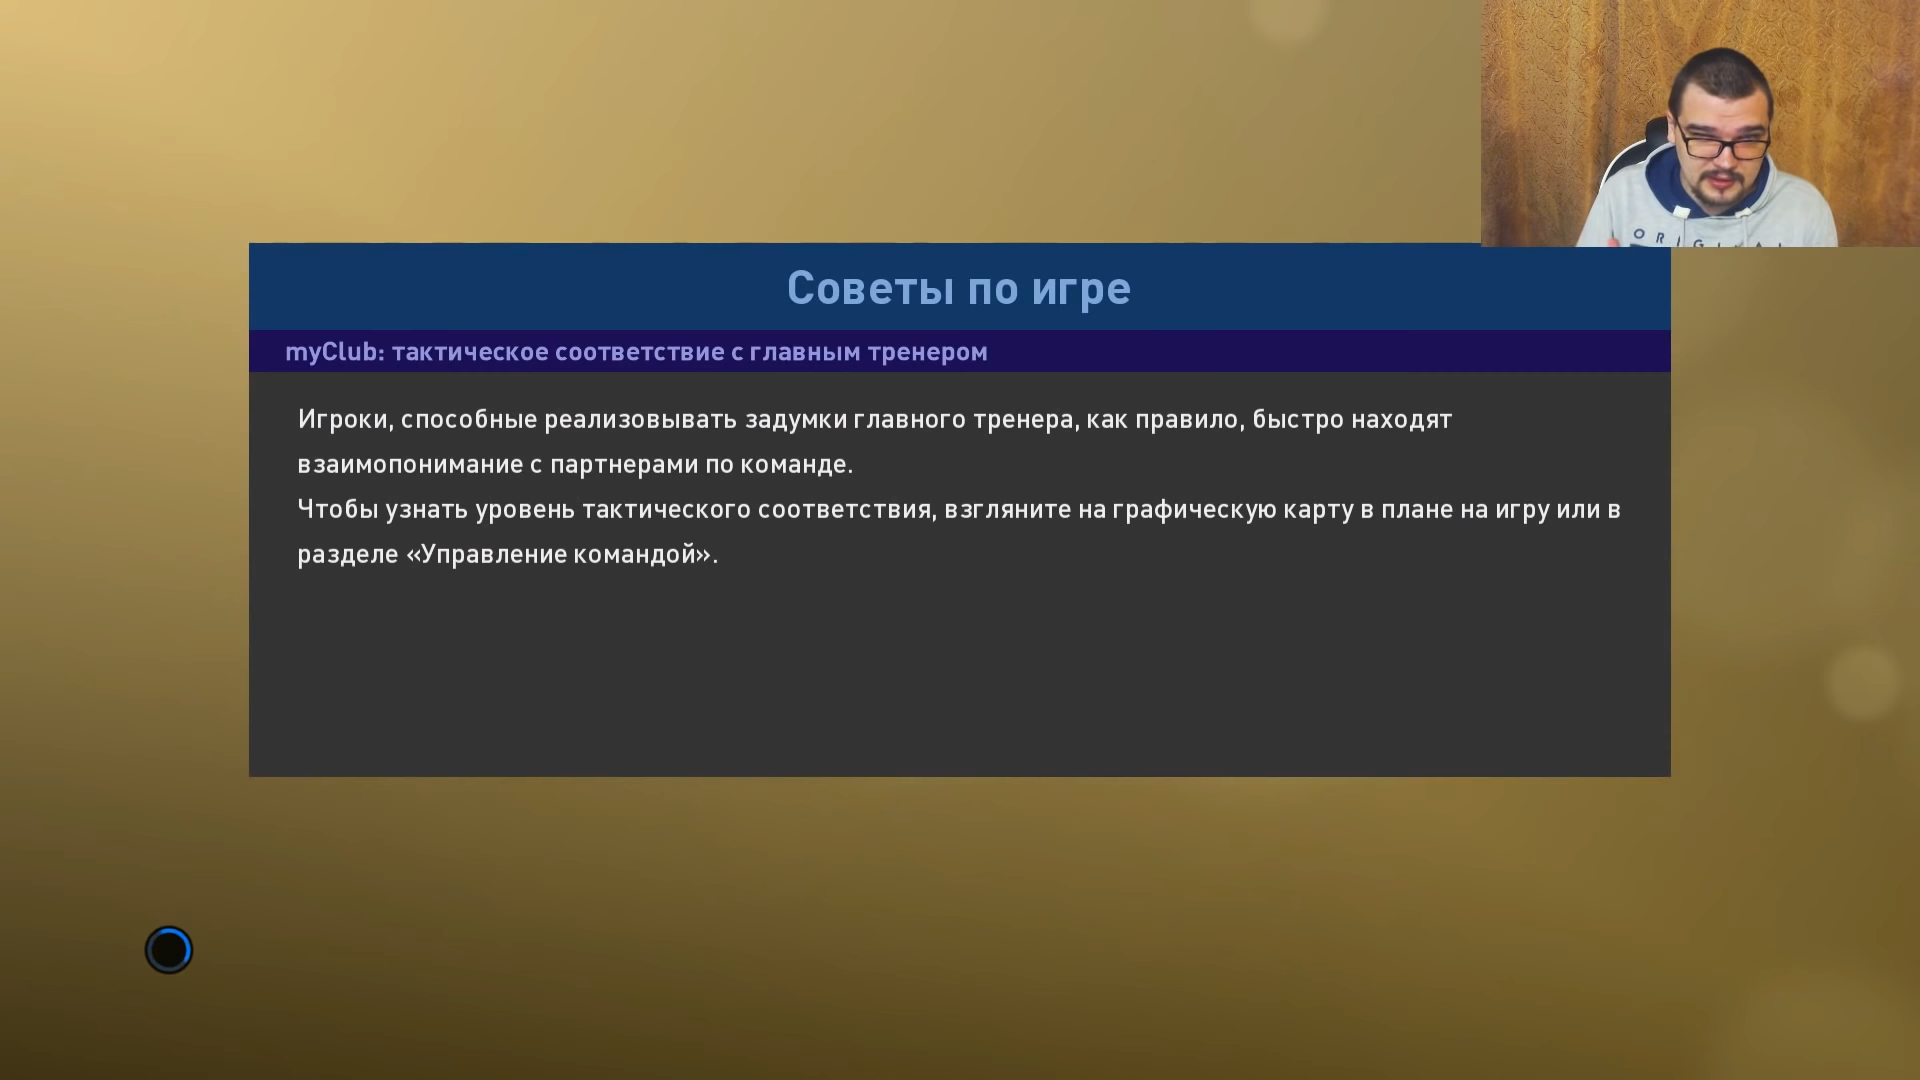 Советы по игре
myClub: тактическое соответствие с главным тренером
Игроки, способные реализовывать задумки главного тренера, как правило, быстро находят
взаимопонимание с партнерами по команде.
Чтобы узнать уровень тактического соответствия, взгляните на графическую карту в плане на игру или в
разделе «Управление командой».